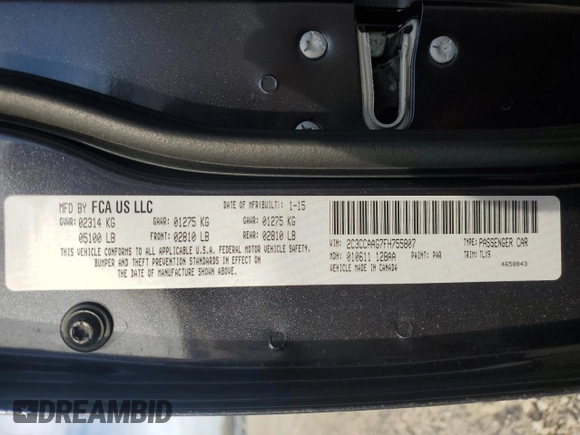 MFD BY FCA US LLC
DATE OF MFR(BUILT): 1-15
GVWR: 02314 KG GAWR: 01275 KG GAWR: 01275 KG
05100 LB FRONT: 02810 LB REAR: 02810 LB
THIS VEHICLE CONFORMS TO ALL APPLICABLE U.S.A. FEDERAL MOTOR VEHICLE SAFETY,
BUMPER AND THEFT PREVENTION STANDARDS IN EFFECT
ON THE DATE OF MANUFACTURE SHOWN ABOVE.
VIN: 2C3CCAAG7FH755807 TYPE: PASSENGER CAR
MDH: 010611 128AA PAINT: PAR TRIM: TLX9
VEHICLE MADE IN CANADA 4658843
DREAMBID